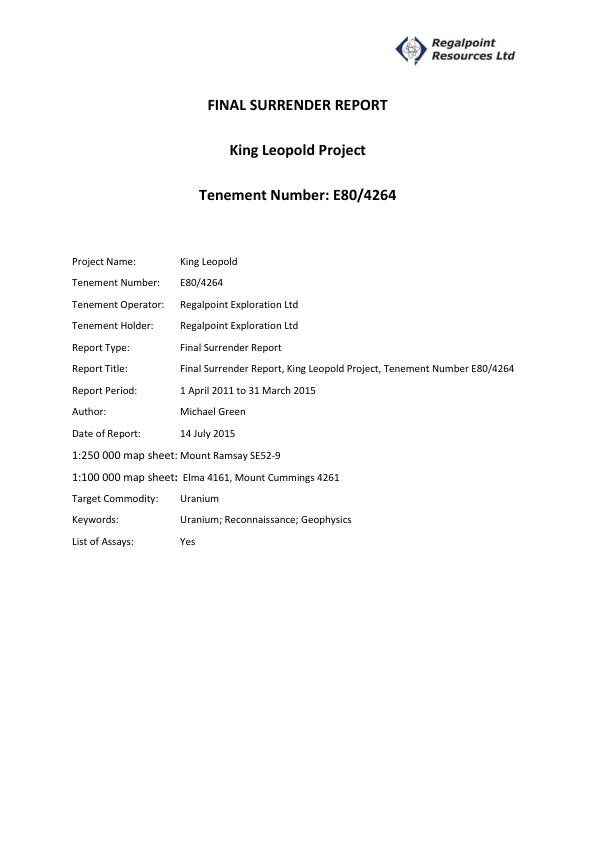 Regalpoint
Resources Ltd
FINAL SURRENDER REPORT
King Leopold Project
Tenement Number: E80/4264
Project Name: King Leopold
Tenement Number: E80/4264
Tenement Operator: Regalpoint Exploration Ltd
Tenement Holder: Regalpoint Exploration Ltd
Report Type: Final Surrender Report
Report Title: Final Surrender Report, King Leopold Project, Tenement Number E80/4264
Report Period: 1 April 2011 to 31 March 2015
Author: Michael Green
Date of Report: 14 July 2015
1:250 000 map sheet: Mount Ramsay SE52-9
1:100 000 map sheet: Elma 4161, Mount Cummings 4261
Target Commodity: Uranium
Keywords: Uranium; Reconnaissance; Geophysics
List of Assays: Yes